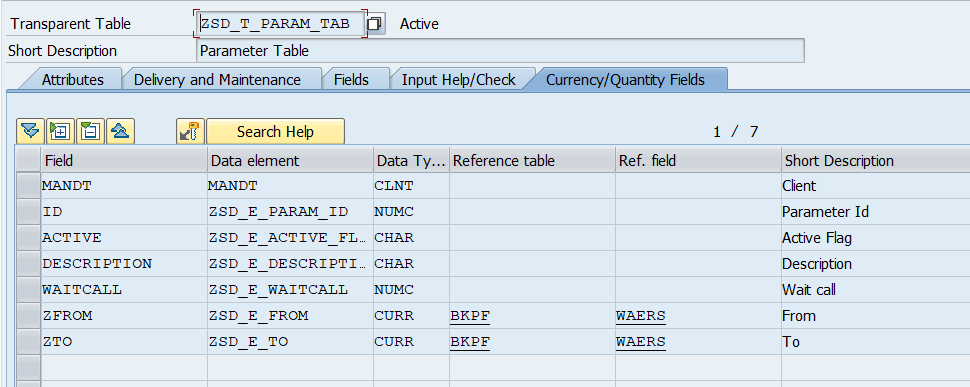 Transparent Table ZSD_T_PARAM_TAB Active
Short Description Parameter Table
Attributes Delivery and Maintenance Fields Input Help/Check Currency/Quantity Fields
Search Help 1 / 7
Field Data element Data Ty... Reference table Ref. field Short Description
MANDT MANDT CLNT Client
ID ZSD_E_PARAM_ID NUMC Parameter Id
ACTIVE ZSD_E_ACTIVE_FL... CHAR Active Flag
DESCRIPTION ZSD_E_DESCRIPTI... CHAR Description
WAITCALL ZSD_E_WAITCALL NUMC Wait call
ZFROM ZSD_E_FROM CURR BKPF WAERS From
ZTO ZSD_E_TO CURR BKPF WAERS To